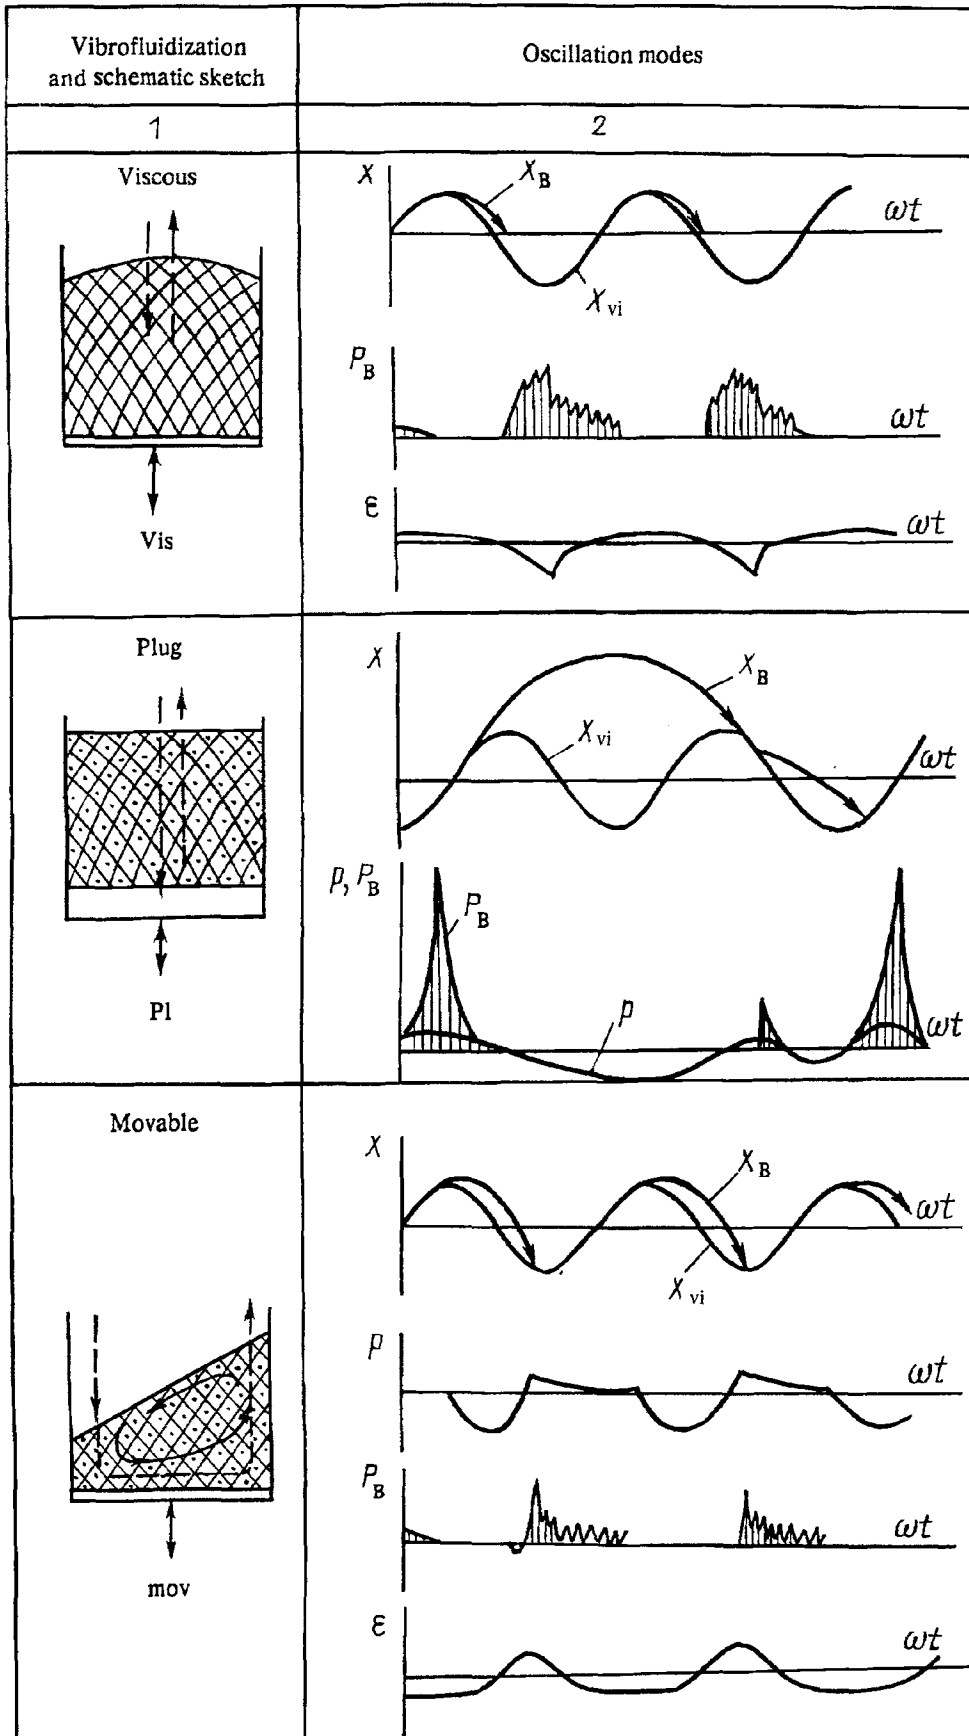 Vibrofluidization
and schematic sketch
Oscillation modes
1
2
Viscous
Vis
X
X_B
X_vi
ωt
P_B
ωt
ε
ωt
Plug
Pl
X
X_B
X_vi
ωt
p, P_B
P_B
p
ωt
Movable
mov
X
X_B
X_vi
ωt
p
ωt
P_B
ωt
ε
ωt